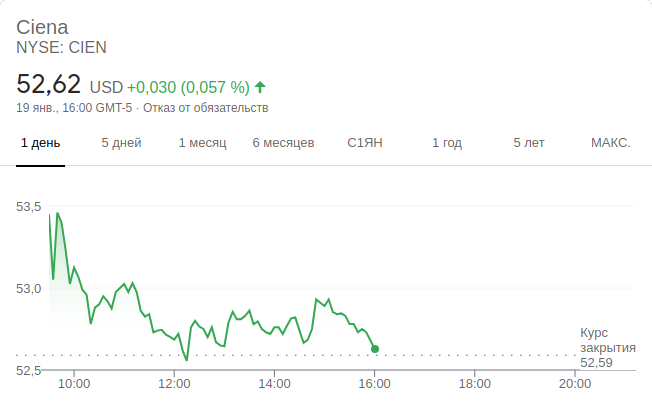 Ciena
NYSE: CIEN
52,62 USD +0,030 (0,057 %)
19 янв., 16:00 GMT-5 · Отказ от обязательств
1 день 5 дней 1 месяц 6 месяцев С1ЯН 1 год 5 лет МАКС.
53,5
53,0
Курс
закрытия
52,59
52,5
10:00 12:00 14:00 16:00 18:00 20:00